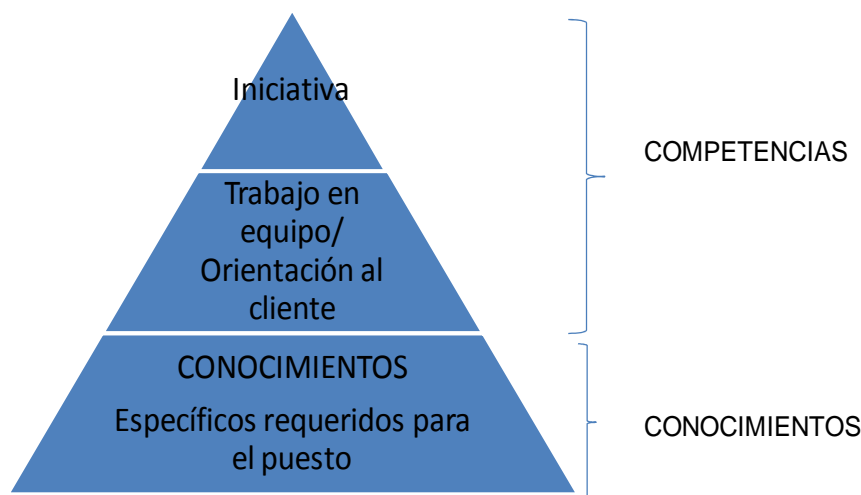 Iniciativa
COMPETENCIAS
Trabajo en
equipo/
Orientación al
cliente
CONOCIMIENTOS
Específicos requeridos para
el puesto
CONOCIMIENTOS